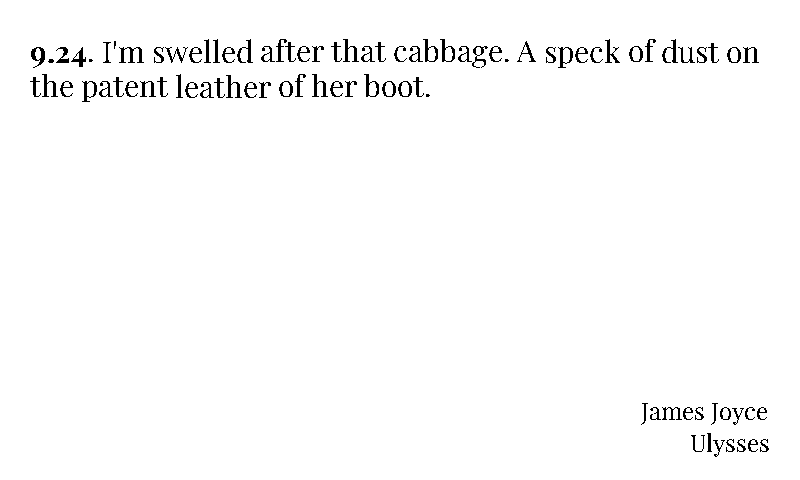 9.24. I'm swelled after that cabbage. A speck of dust on
the patent leather of her boot.
James Joyce
Ulysses